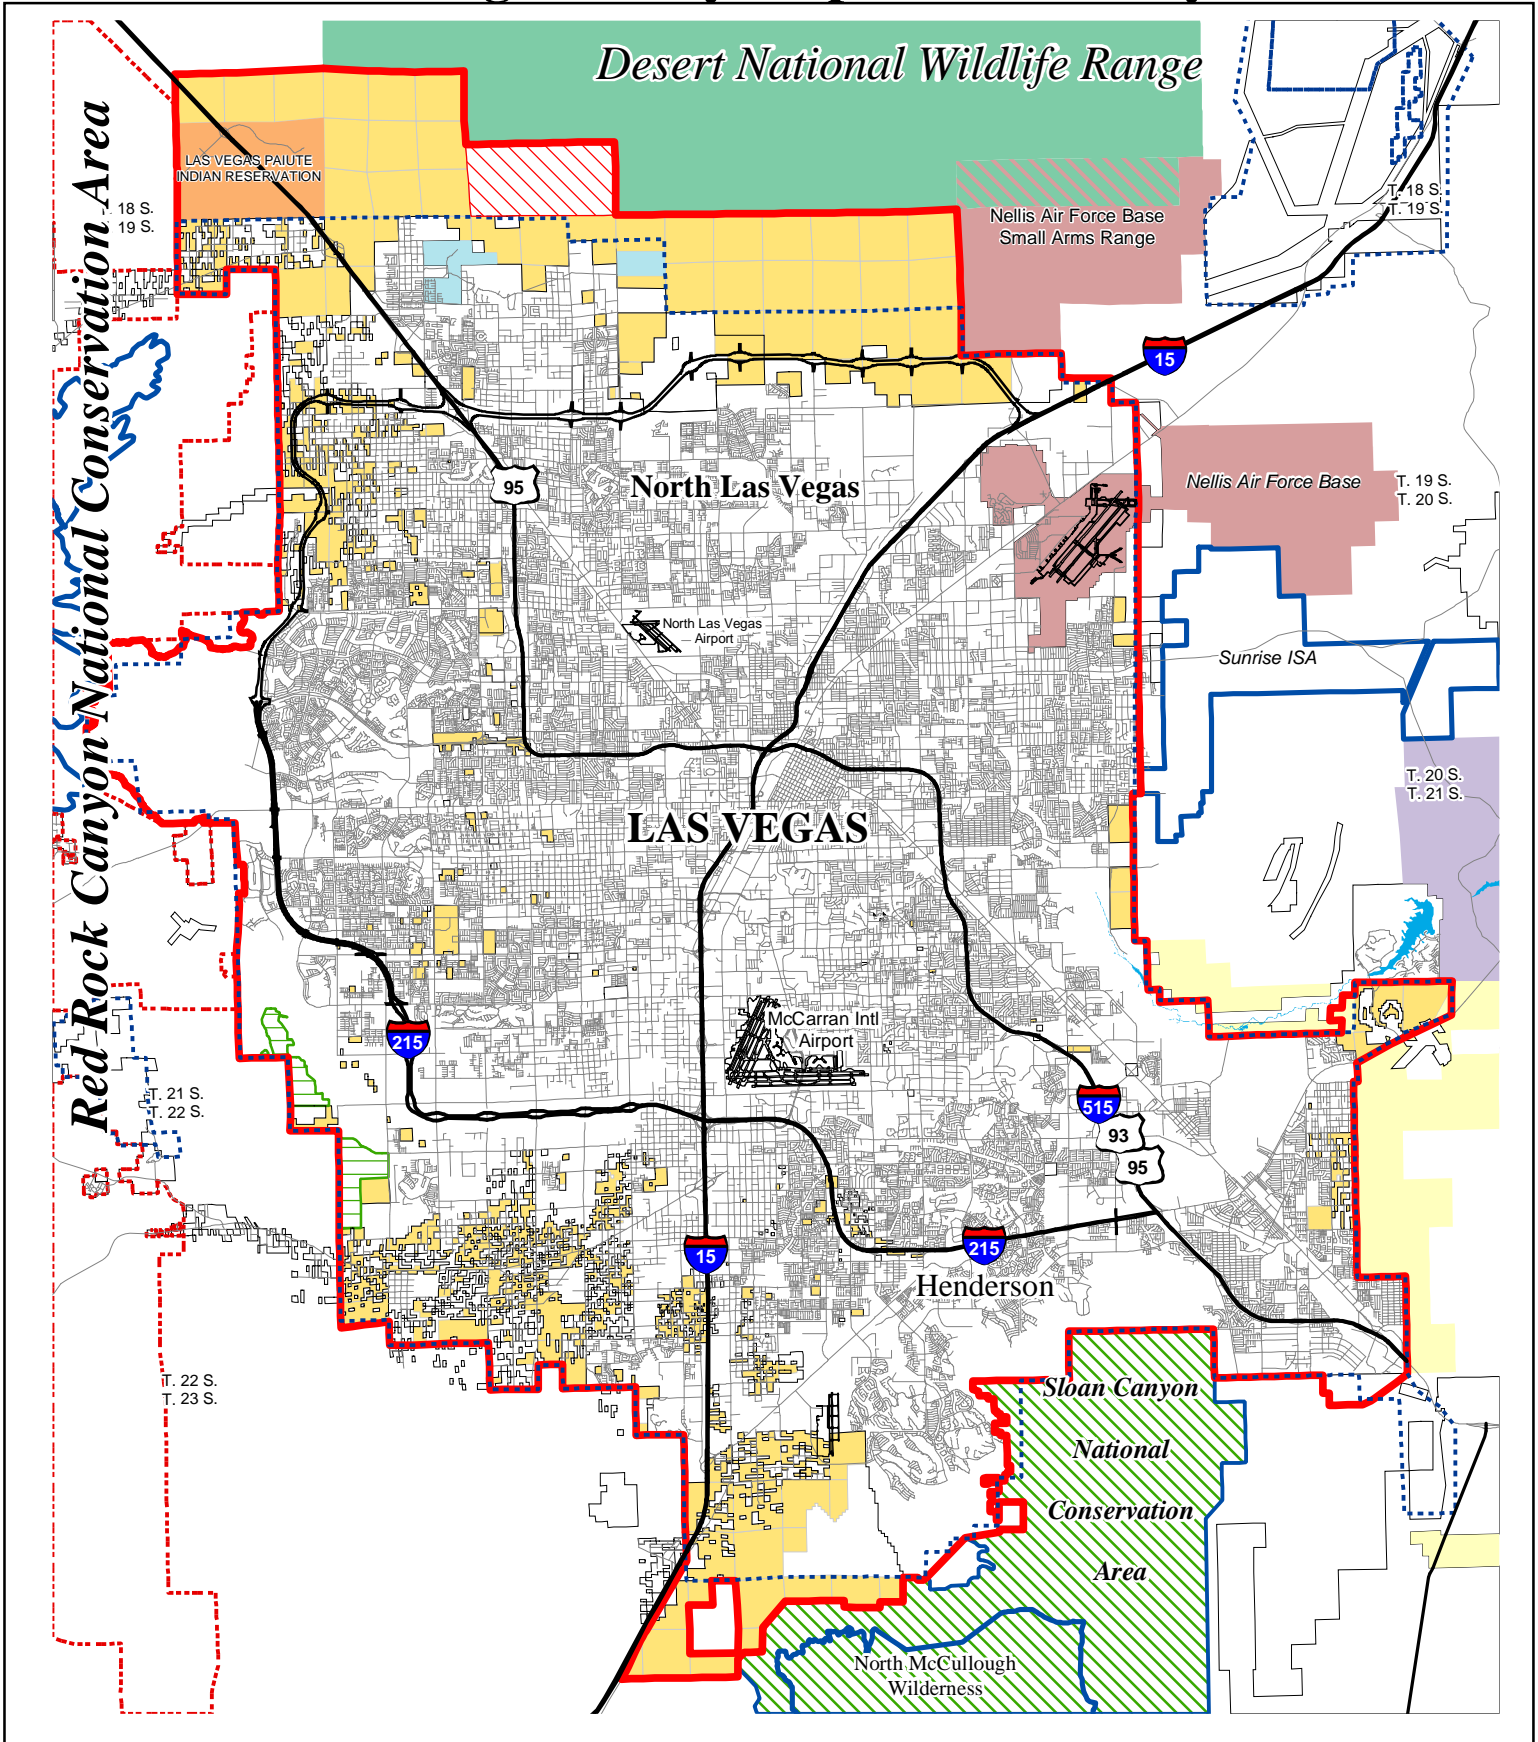 Desert National Wildlife Range
Red Rock Canyon National Conservation Area
LAS VEGAS PAIUTE
INDIAN RESERVATION
18 S.
19 S.
Nellis Air Force Base
Small Arms Range
T. 18 S.
T. 19 S.
15
95
North Las Vegas
Nellis Air Force Base
T. 19 S.
T. 20 S.
North Las Vegas
Airport
Sunrise ISA
T. 20 S.
T. 21 S.
LAS VEGAS
McCarran Intl
Airport
215
T. 21 S.
T. 22 S.
515
93
95
15
215
Henderson
T. 22 S.
T. 23 S.
Sloan Canyon
National
Conservation
Area
North McCullough
Wilderness